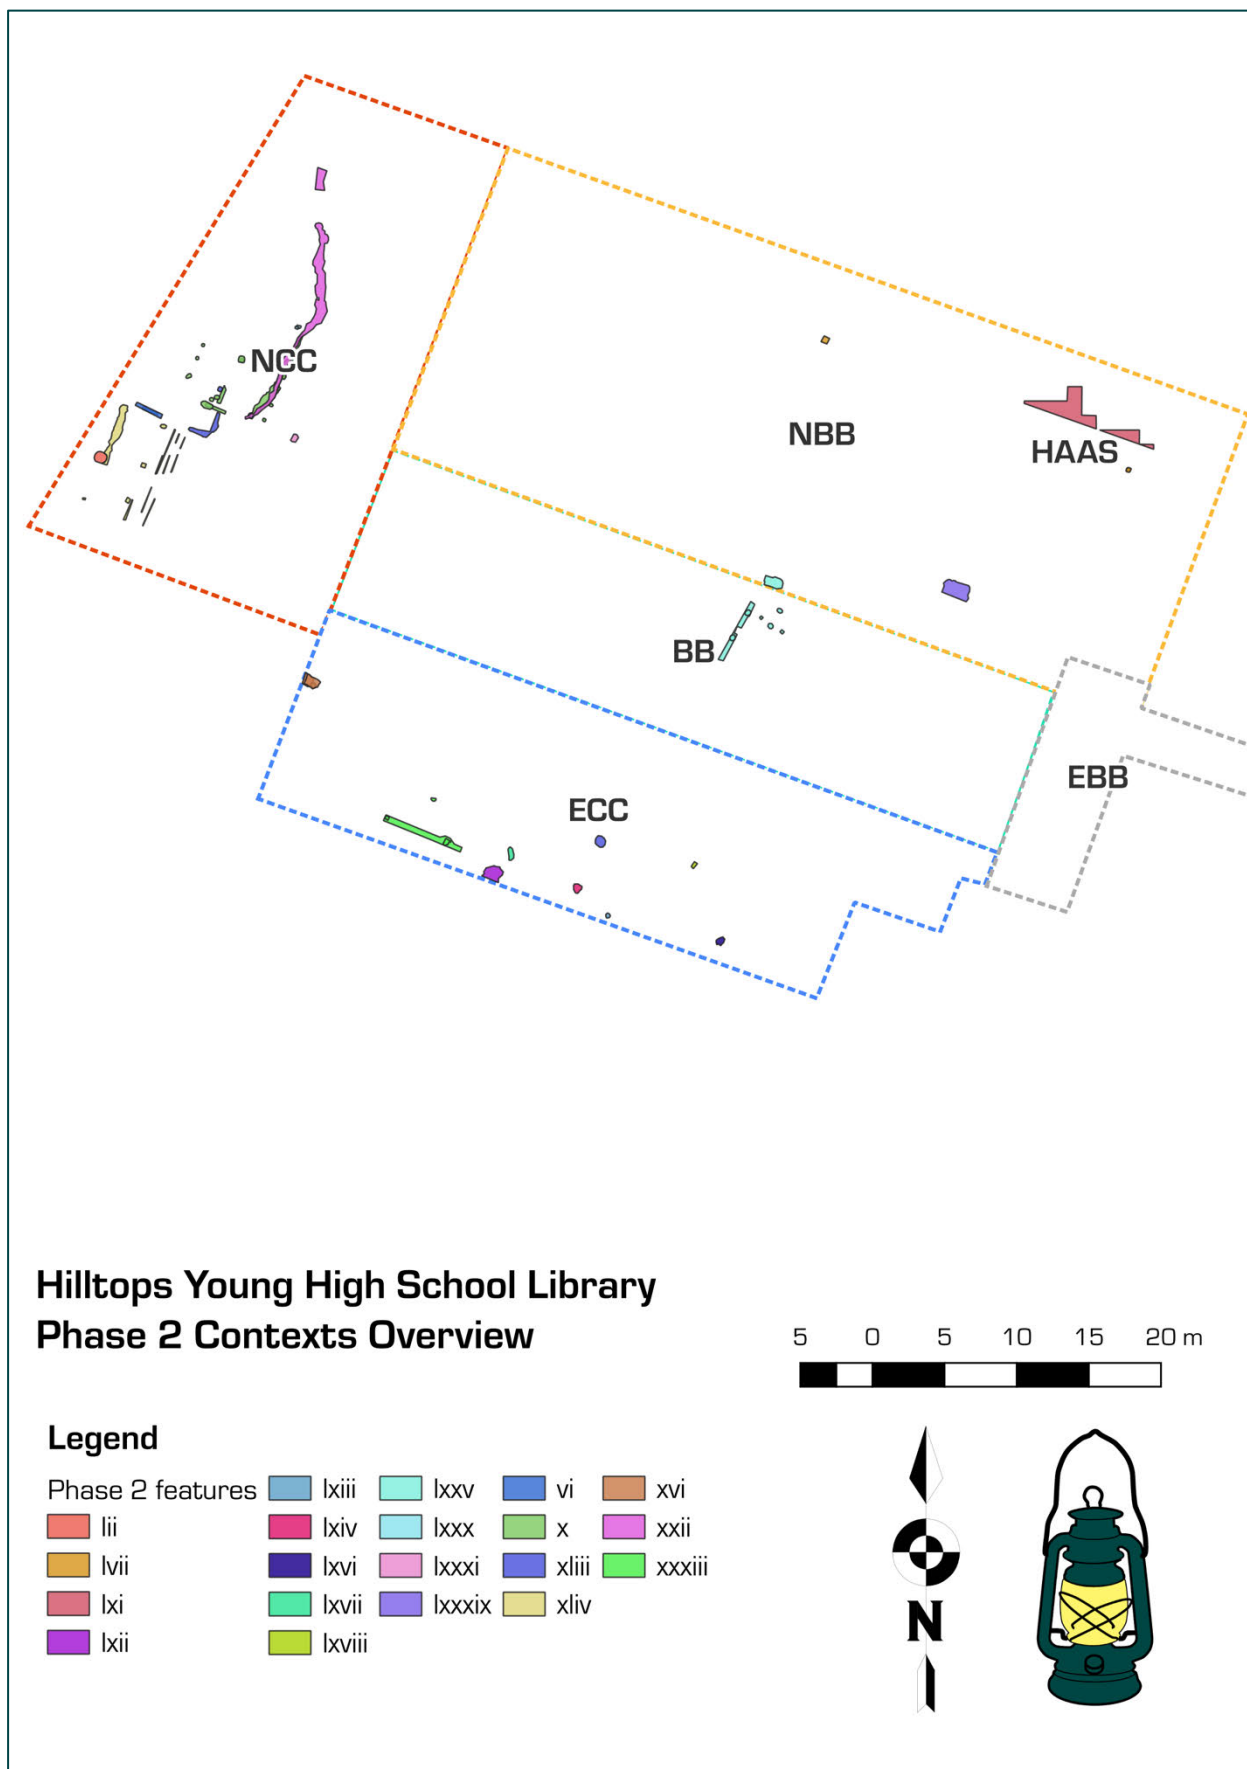 NCC
NBB
HAAS
BB
EBB
ECC
Hilltops Young High School Library
Phase 2 Contexts Overview
5 0 5 10 15 20 m
Legend
Phase 2 features
lii
lvii
lxi
lxii
lxiii
lxiv
lxvi
lxvii
lxviii
lxxv
lxxx
lxxxi
lxxxix
vi
x
xliii
xliv
xvi
xxii
xxxiii
N